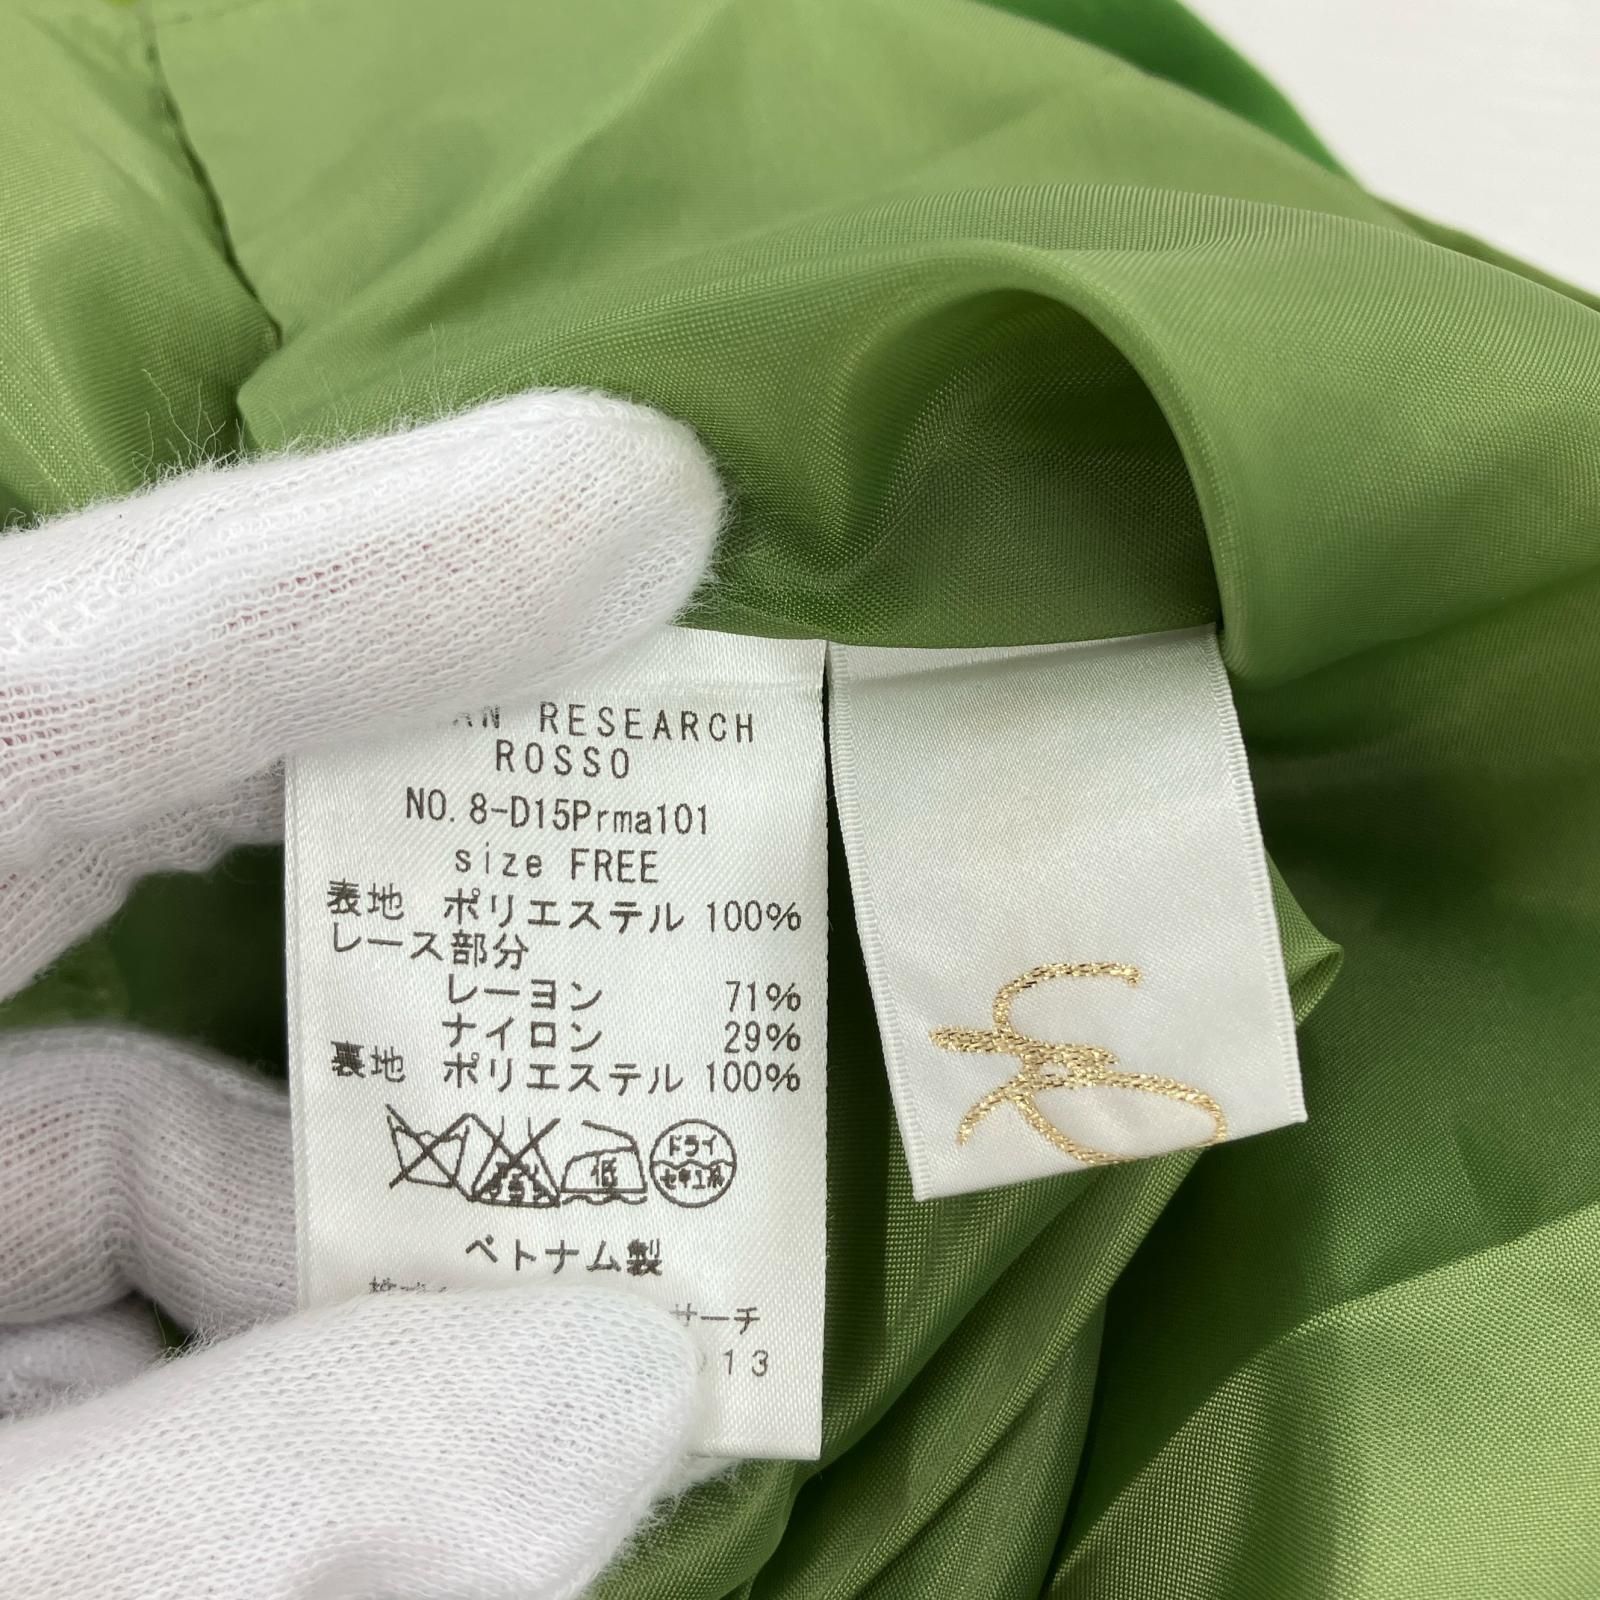 RESEARCH
ROSSO
NO. 8-D15Prma101
size FREE
表地 ポリエステル 100%
レース部分
レーヨン 71%
ナイロン 29%
裏地 ポリエステル 100%
低 ドライ
セキユ系
ベトナム製
サーチ
13